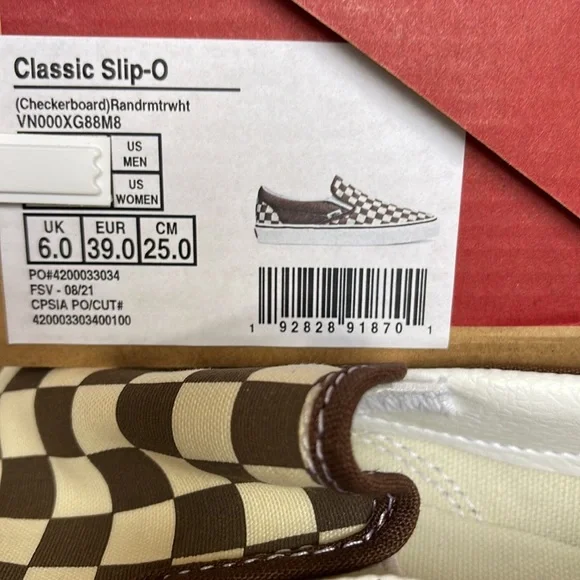 Classic Slip-O
(Checkerboard)Randrmtrwht
VN000XG88M8
US
MEN
US
WOMEN
UK EUR CM
6.0 39.0 25.0
PO#4200033034
FSV - 08/21
CPSIA PO/CUT#
420003303400100
1 92828 91870 1